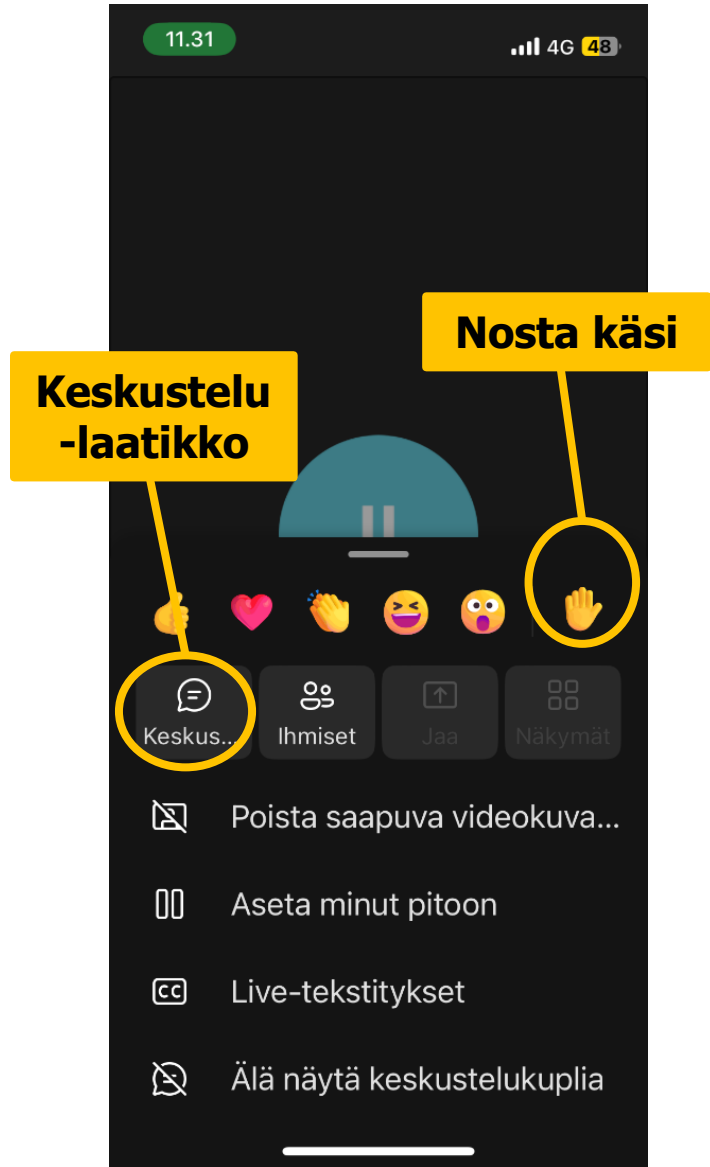 11.31
4G 48
Nosta käsi
Keskustelu
-laatikko
Keskus...
Ihmiset
Jaa
Näkymät
Poista saapuva videokuva...
Aseta minut pitoon
CC
Live-tekstitykset
Älä näytä keskustelukuplia